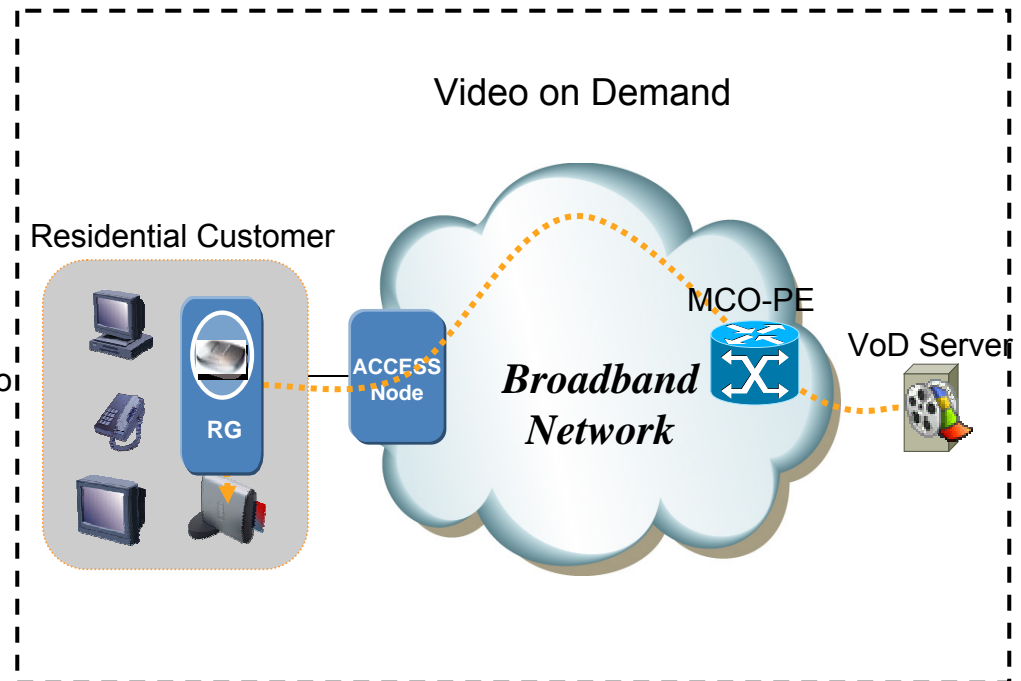 Video on Demand
Residential Customer
MCO-PE
VoD Server
ACCESS
Node
Broadband
Network
RG